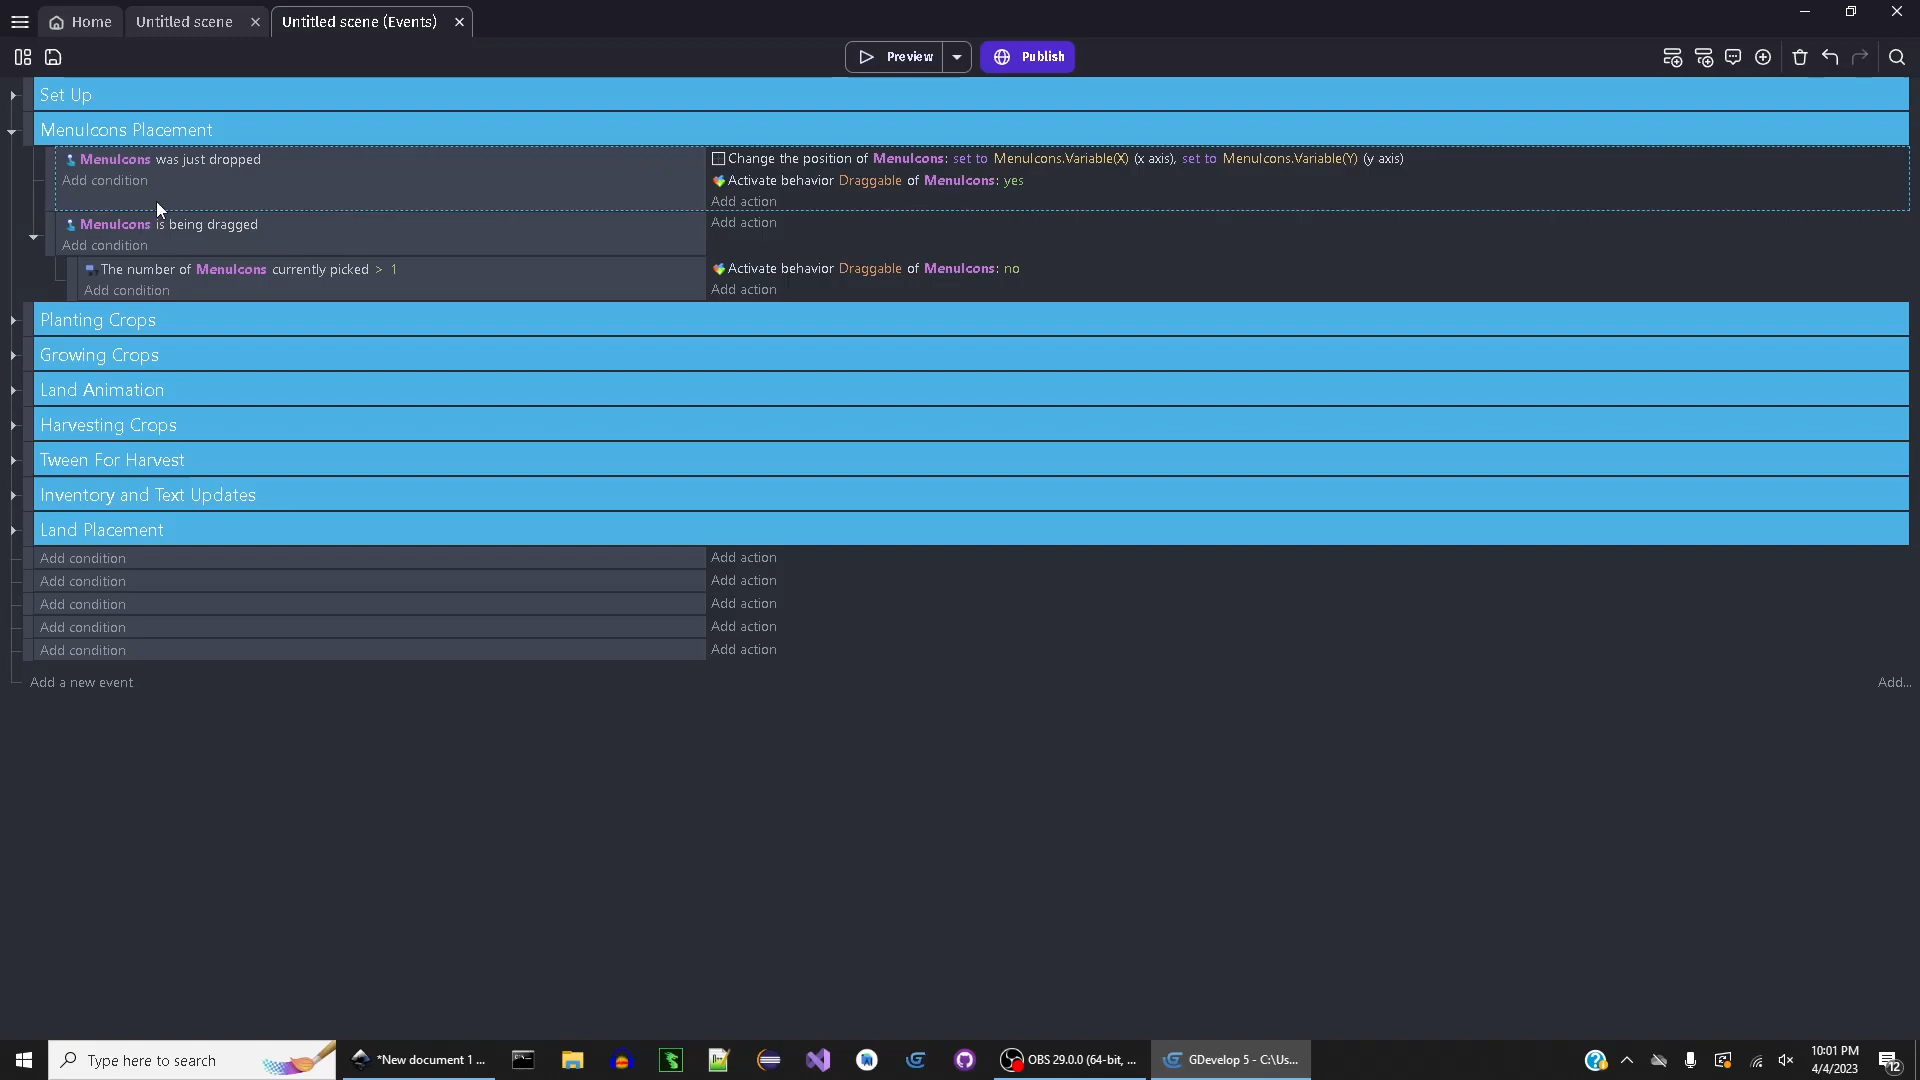 Home
Untitled scene
Untitled scene (Events)
Preview
Publish
Set Up
MenuIcons Placement
MenuIcons was just dropped
Add condition
Change the position of MenuIcons: set to MenuIcons.Variable(X) (x axis), set to MenuIcons.Variable(Y) (y axis)
Activate behavior Draggable of MenuIcons: yes
Add action
MenuIcons is being dragged
Add condition
Add action
The number of MenuIcons currently picked > 1
Add condition
Activate behavior Draggable of MenuIcons: no
Add action
Planting Crops
Growing Crops
Land Animation
Harvesting Crops
Tween For Harvest
Inventory and Text Updates
Land Placement
Add condition Add action
Add condition Add action
Add condition Add action
Add condition Add action
Add condition Add action
Add a new event Add...
Type here to search
*New document 1 ...
OBS 29.0.0 (64-bit, ...
GDevelop 5 - C:\Us...
10:01 PM
4/4/2023
12